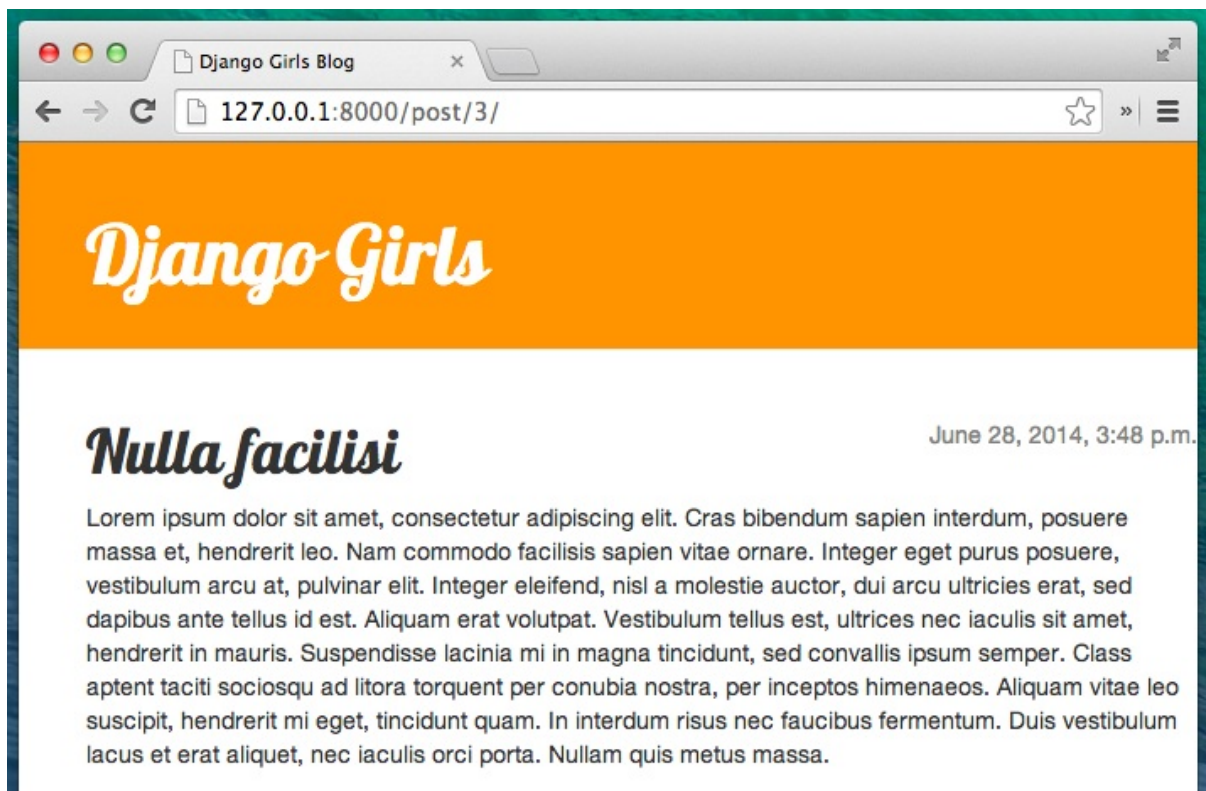 Django Girls Blog
127.0.0.1:8000/post/3/
Django Girls
Nulla facilisi
June 28, 2014, 3:48 p.m.
Lorem ipsum dolor sit amet, consectetur adipiscing elit. Cras bibendum sapien interdum, posuere
massa et, hendrerit leo. Nam commodo facilisis sapien vitae ornare. Integer eget purus posuere,
vestibulum arcu at, pulvinar elit. Integer eleifend, nisl a molestie auctor, dui arcu ultricies erat, sed
dapibus ante tellus id est. Aliquam erat volutpat. Vestibulum tellus est, ultrices nec iaculis sit amet,
hendrerit in mauris. Suspendisse lacinia mi in magna tincidunt, sed convallis ipsum semper. Class
aptent taciti sociosqu ad litora torquent per conubia nostra, per inceptos himenaeos. Aliquam vitae leo
suscipit, hendrerit mi eget, tincidunt quam. In interdum risus nec faucibus fermentum. Duis vestibulum
lacus et erat aliquet, nec iaculis orci porta. Nullam quis metus massa.